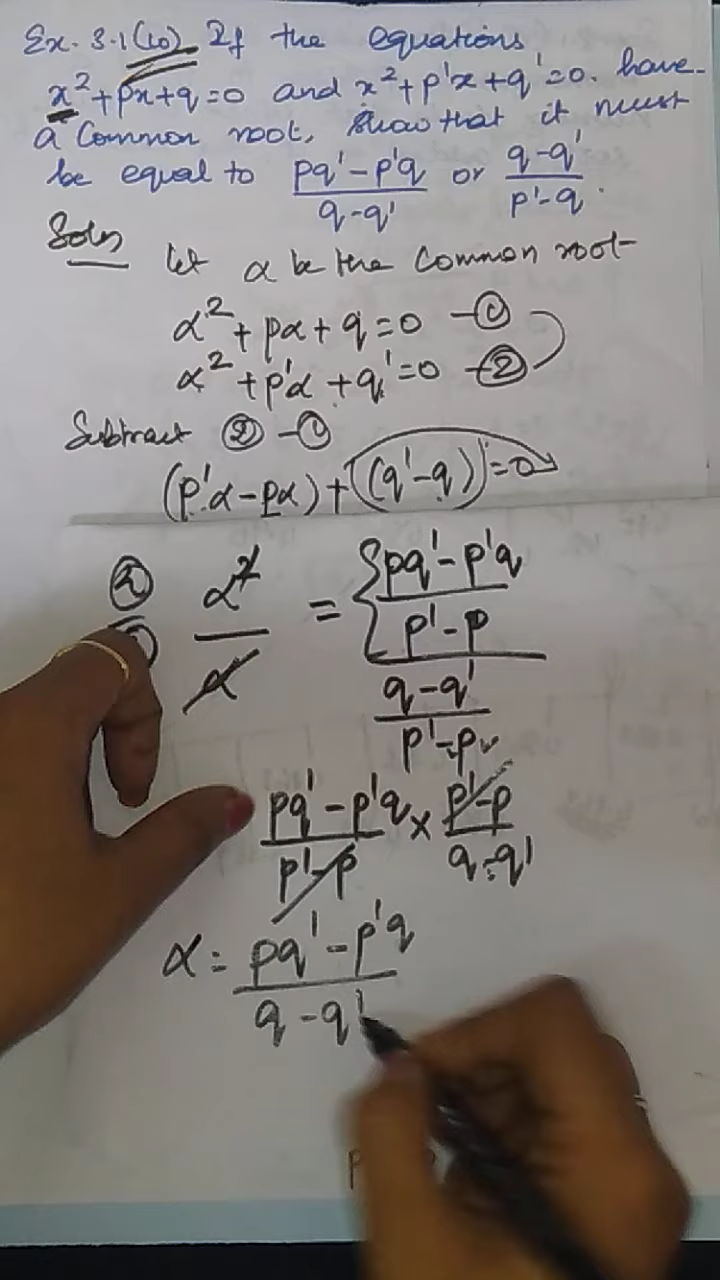 Ex. 3.1(10) If the equations
x² + px + q = 0 and x² + p'x + q' = 0. have
a Common root, show that it must
be equal to (pq' - p'q)/(q - q') or (q - q')/(p' - q).
Soln Let α be the Common root
α² + pα + q = 0 — ①
α² + p'α + q' = 0 — ②
Subtract ② - ①
(p'α - pα) + (q' - q) = 0
② α²/α = {(pq' - p'q)/(p' - p)/(q - q')/(p' - p)
(pq' - p'q)/(p' - p) × (p' - p)/(q - q')
α = (pq' - p'q)/(q - q'